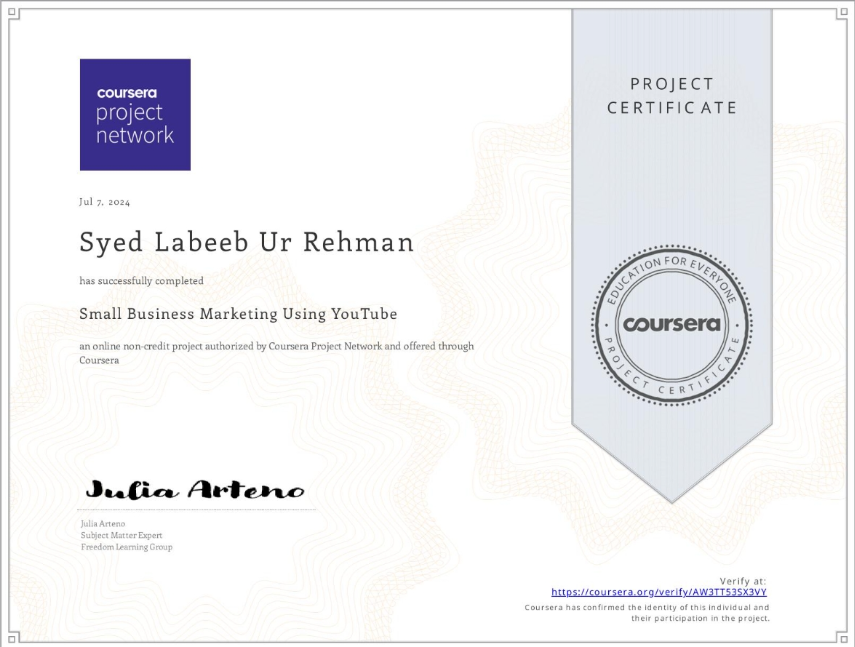 coursera
project
network
PROJECT
CERTIFICATE
Jul 7, 2024
Syed Labeeb Ur Rehman
has successfully completed
Small Business Marketing Using YouTube
an online non-credit project authorized by Coursera Project Network and offered through
Coursera
EDUCATION FOR EVERYONE
coursera
PROJECT CERTIFICATE
Julia Arteno
Julia Arteno
Subject Matter Expert
Freedom Learning Group
Verify at:
https://coursera.org/verify/AW3TT53SX3VY
Coursera has confirmed the identity of this individual and
their participation in the project.